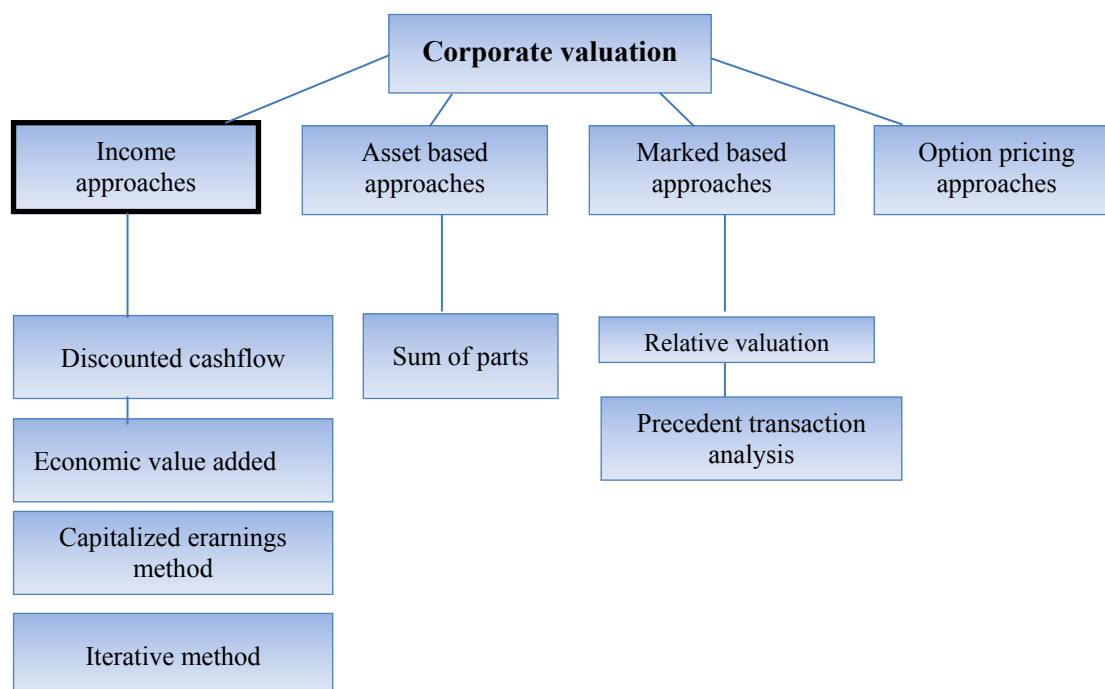 Corporate valuation
Income
approaches
Asset based
approaches
Marked based
approaches
Option pricing
approaches
Discounted cashflow
Sum of parts
Relative valuation
Precedent transaction
analysis
Economic value added
Capitalized erarnings
method
Iterative method